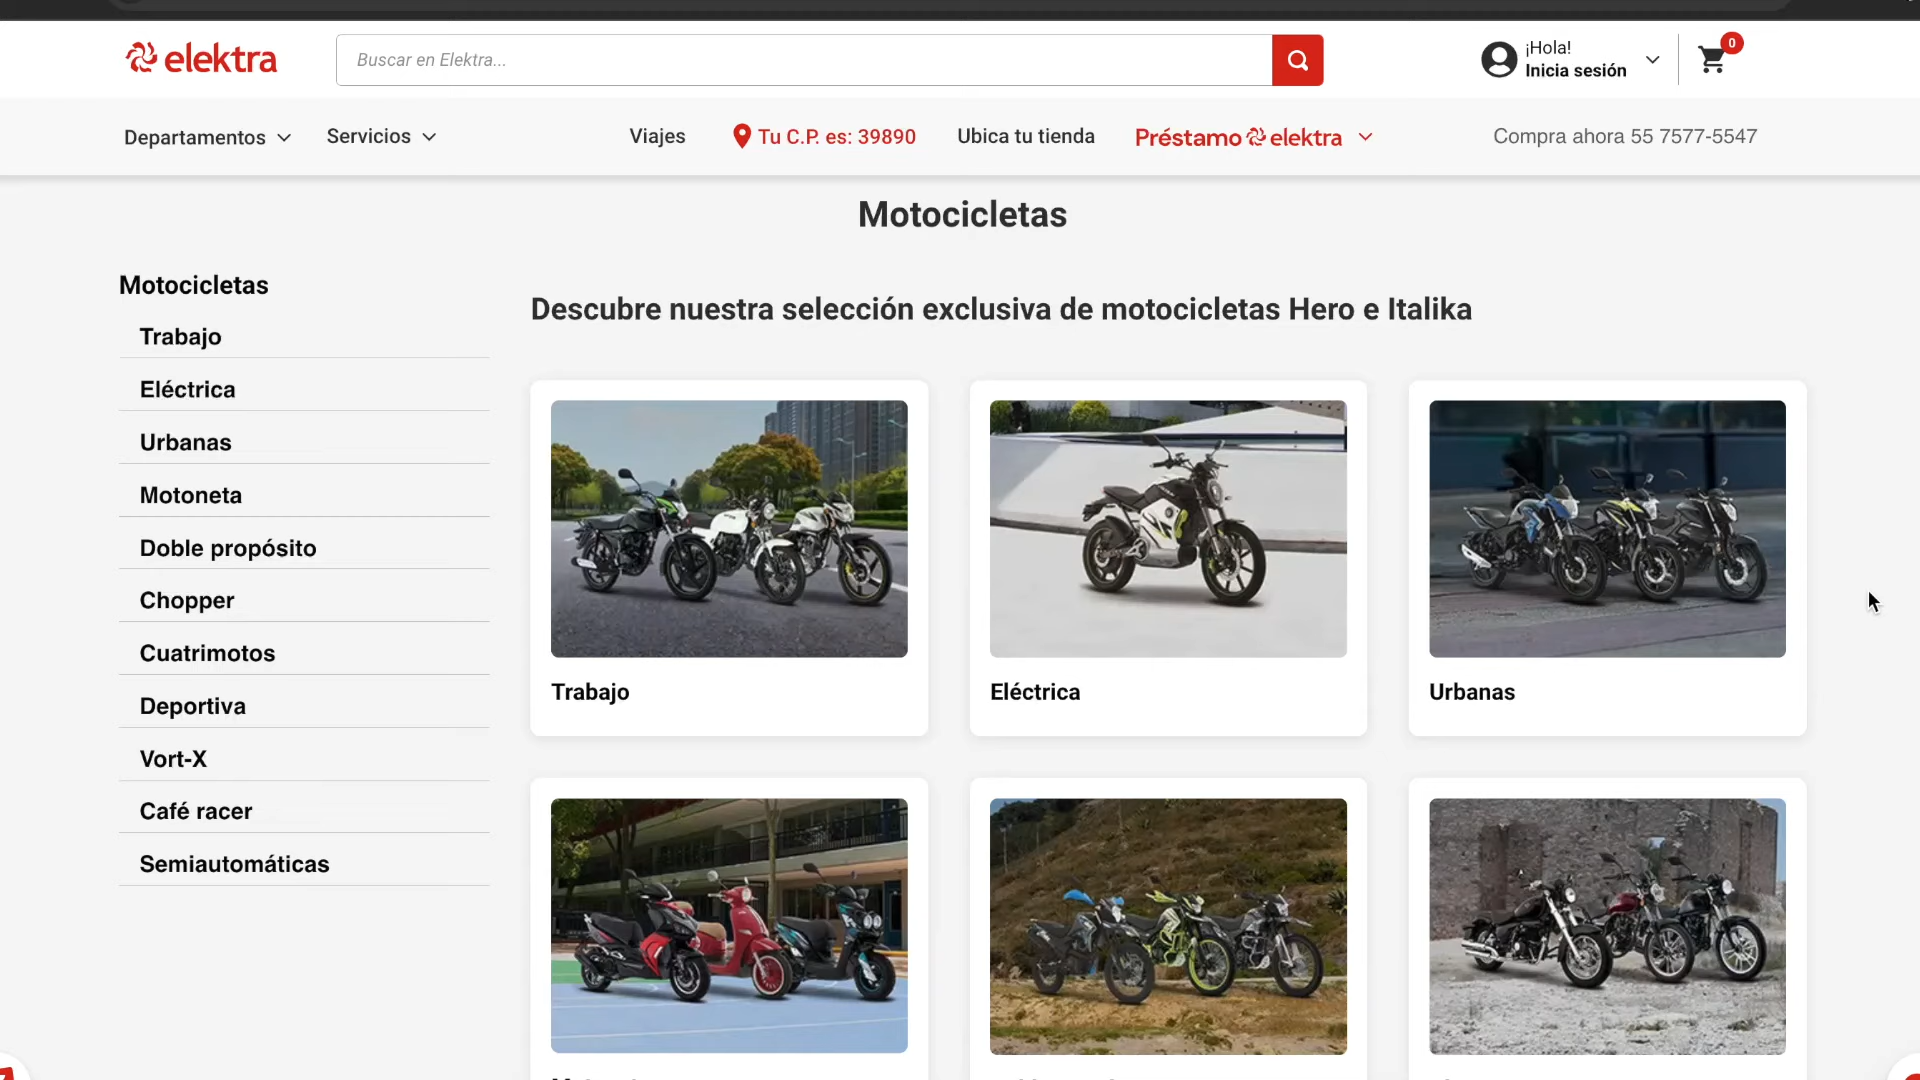 elektra
Buscar en Elektra...
¡Hola!
Inicia sesión
0
Departamentos
Servicios
Viajes
Tu C.P. es: 39890
Ubica tu tienda
Préstamo elektra
Compra ahora 55 7577-5547
Motocicletas
Motocicletas
Trabajo
Eléctrica
Urbanas
Motoneta
Doble propósito
Chopper
Cuatrimotos
Deportiva
Vort-X
Café racer
Semiautomáticas
Descubre nuestra selección exclusiva de motocicletas Hero e Italika
Trabajo
Eléctrica
Urbanas